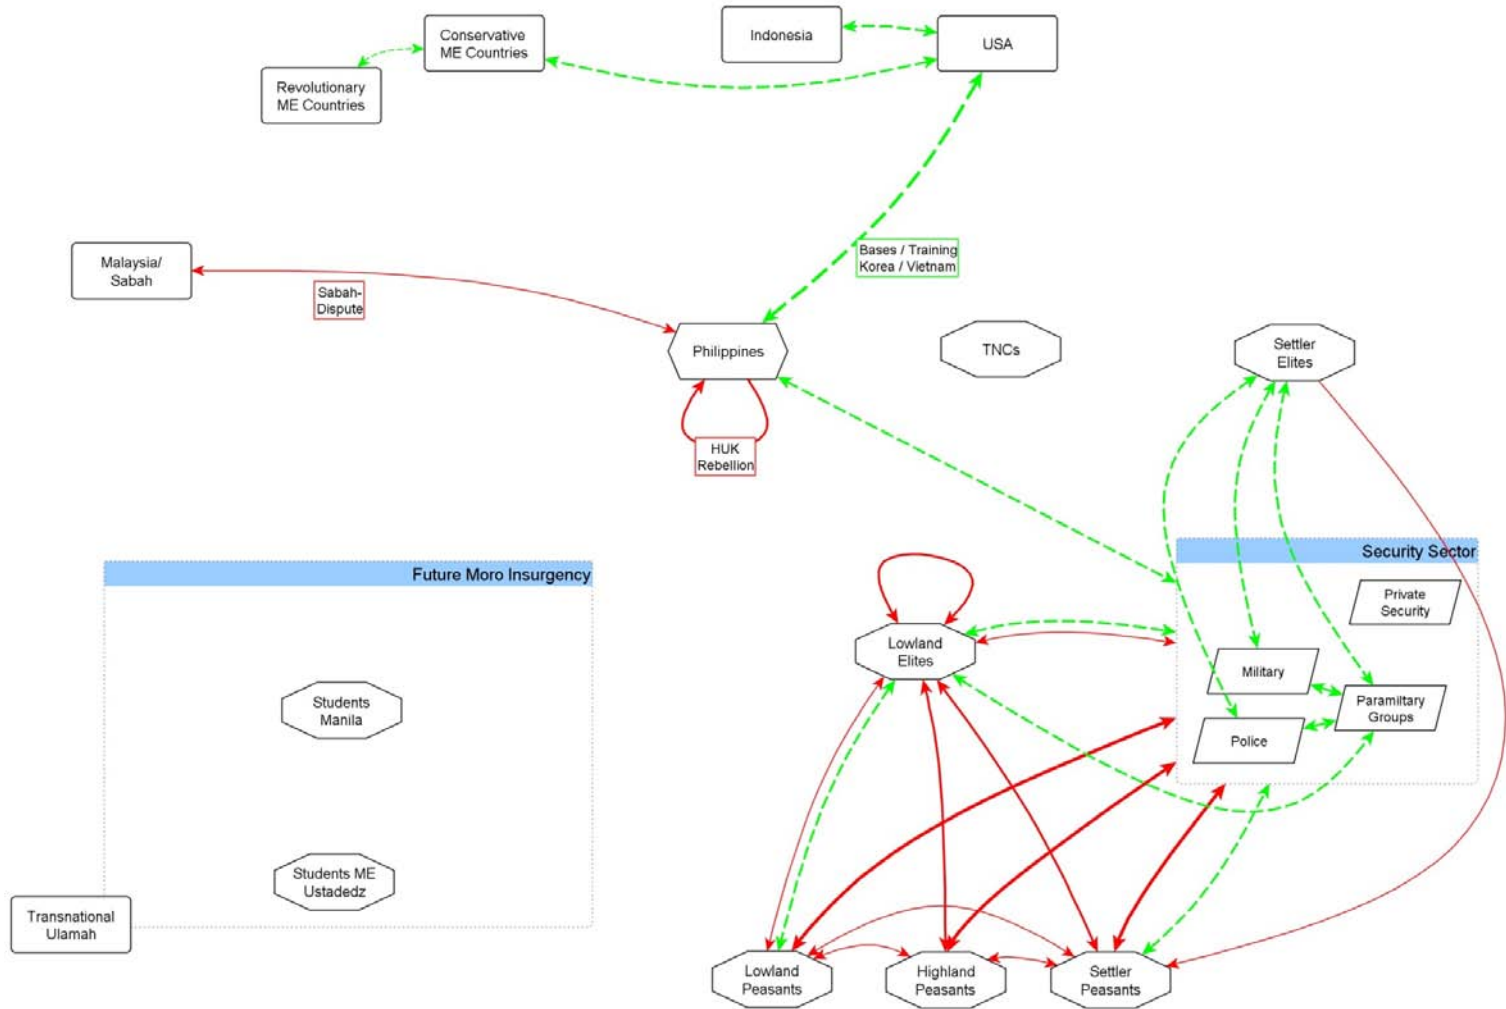 Conservative
ME Countries
Indonesia
USA
Revolutionary
ME Countries
Malaysia/
Sabah
Sabah-
Dispute
Bases / Training
Korea / Vietnam
Philippines
TNCs
Settler
Elites
HUK
Rebellion
Security Sector
Future Moro Insurgency
Private
Security
Lowland
Elites
Military
Paramiltary
Groups
Students
Manila
Police
Students ME
Ustadedz
Transnational
Ulamah
Lowland
Peasants
Highland
Peasants
Settler
Peasants